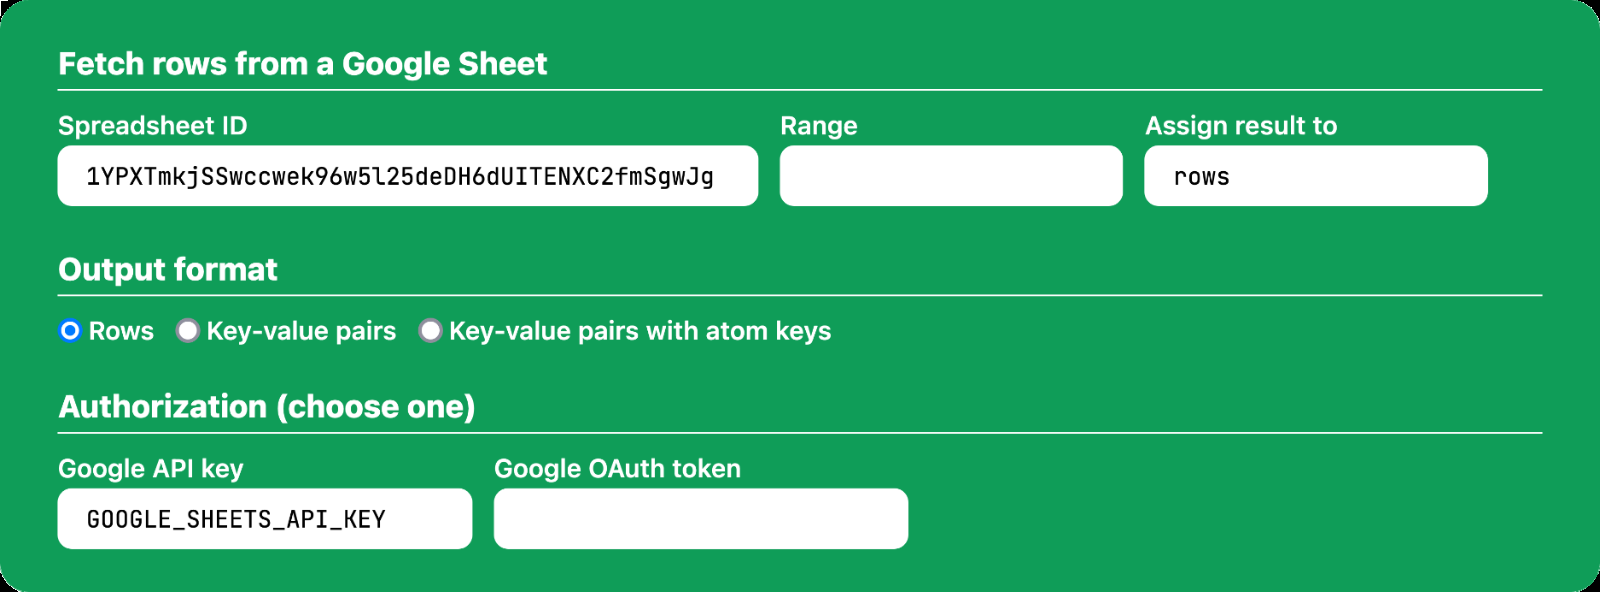 Fetch rows from a Google Sheet
Spreadsheet ID Range Assign result to
1YPXTmkjSSwccwek96w5l25deDH6dUITENXC2fmSgwJg rows
Output format
Rows Key-value pairs Key-value pairs with atom keys
Authorization (choose one)
Google API key Google OAuth token
GOOGLE_SHEETS_API_KEY